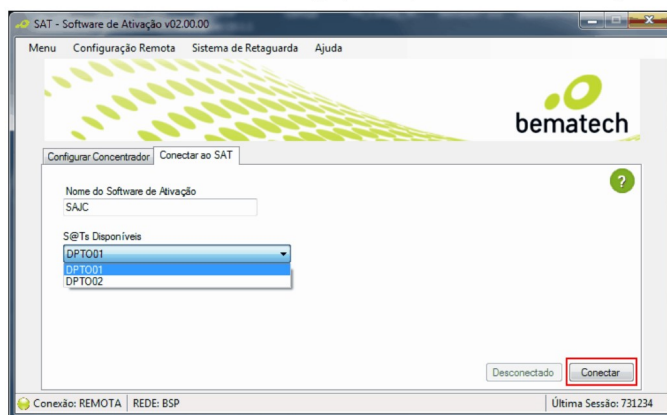 SAT - Software de Ativação v02.00.00
Menu Configuração Remota Sistema de Retaguarda Ajuda
bematech
Configurar Concentrador Conectar ao SAT
?
Nome do Software de Ativação
SAJC
S@Ts Disponíveis
DPTO01
DPTO01
DPTO02
Desconectado Conectar
Conexão: REMOTA REDE: BSP Última Sessão: 731234